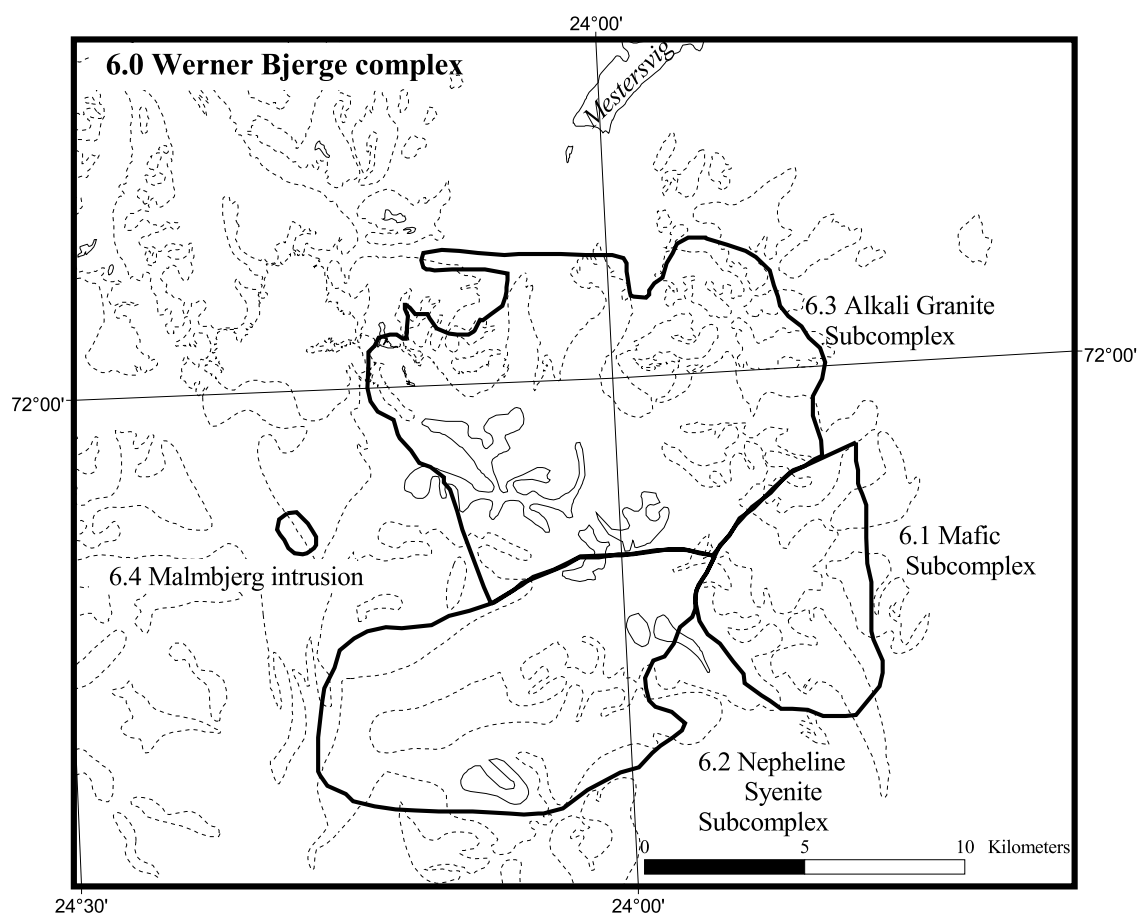 24°00'
6.0 Werner Bjerge complex
Mestersvig
6.3 Alkali Granite
Subcomplex
72°00'
72°00'
6.1 Mafic
Subcomplex
6.4 Malmbjerg intrusion
6.2 Nepheline
Syenite
Subcomplex
0 5 10 Kilometers
24°30' 24°00'